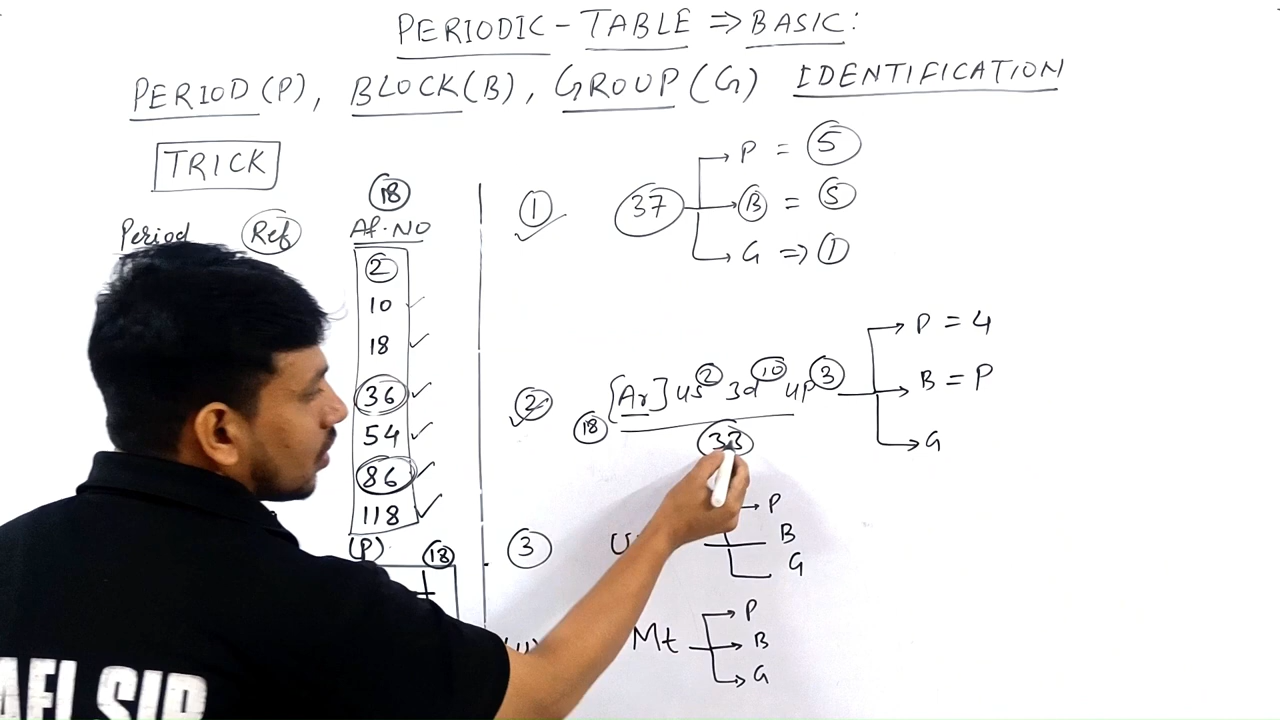 PERIODIC - TABLE ⇒ BASIC:
PERIOD (P), BLOCK (B), GROUP (G) IDENTIFICATION
TRICK
Period Ref 18
At. NO
2
10
18
36
54
86
118
(P) 18
1 37 → P = 5
→ B = S
→ G ⇒ 1
2 18 [Ar] 4s² 3d¹⁰ 4p³ → P = 4
33 → B = P
→ G
3 → P
B
G
Mt → P
→ B
→ G